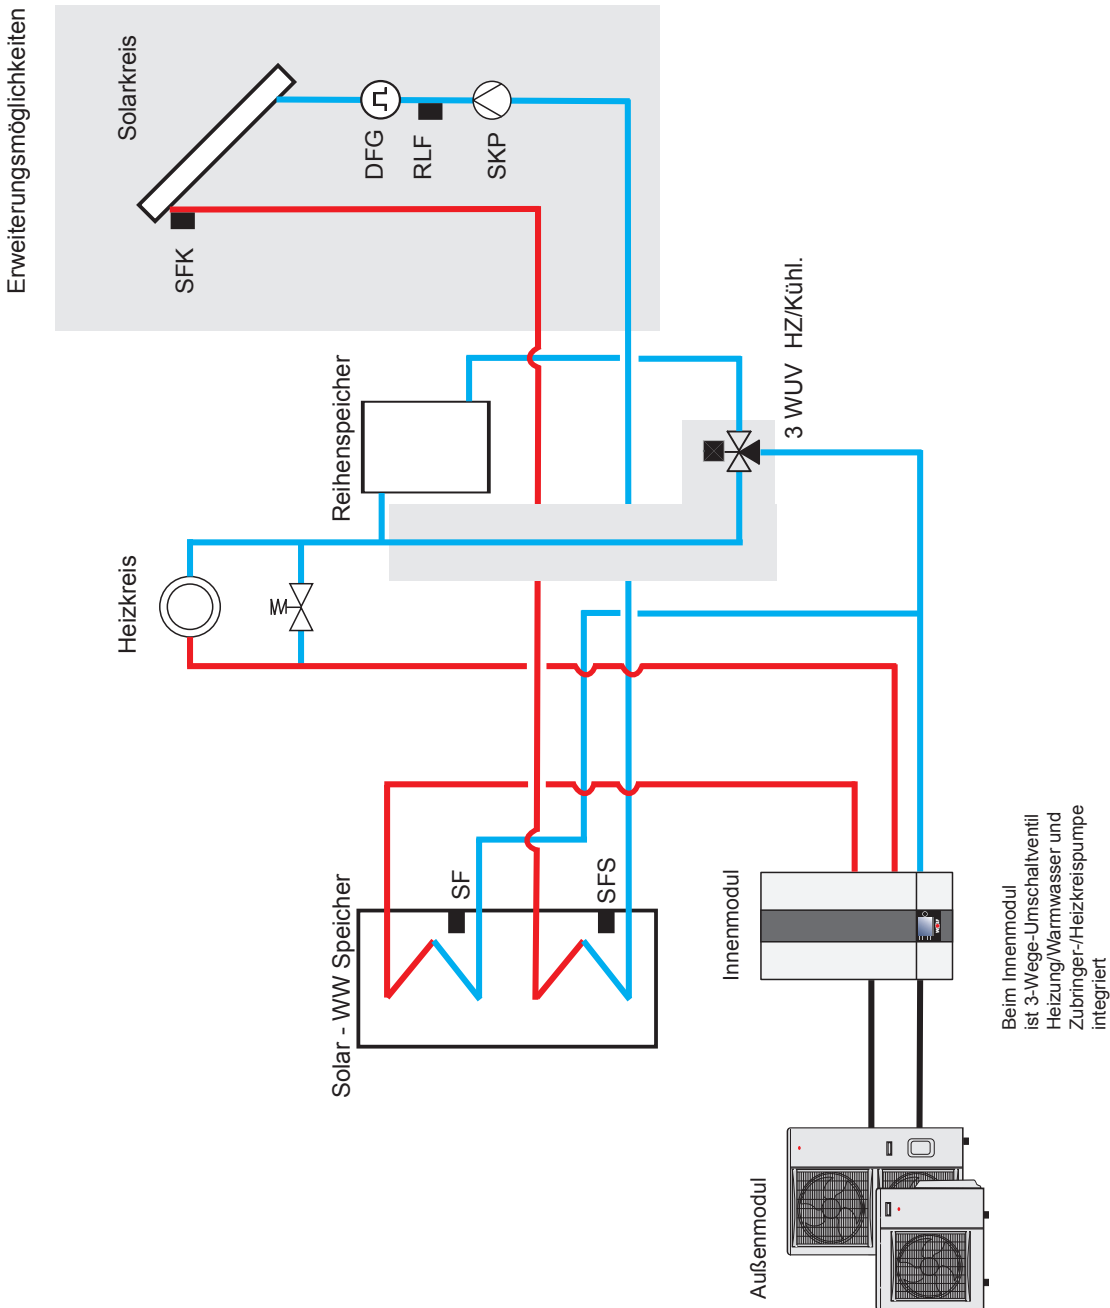 Erweiterungsmöglichkeiten
Solarkreis
DFG
RLF
SKP
SFK
3 WUV HZ/Kühl.
Reihenspeicher
Heizkreis
SF
SFS
Solar - WW Speicher
Innenmodul
Beim Innenmodul
ist 3-Wege-Umschaltventil
Heizung/Warmwasser und
Zubringer-/Heizkreispumpe
integriert
Außenmodul